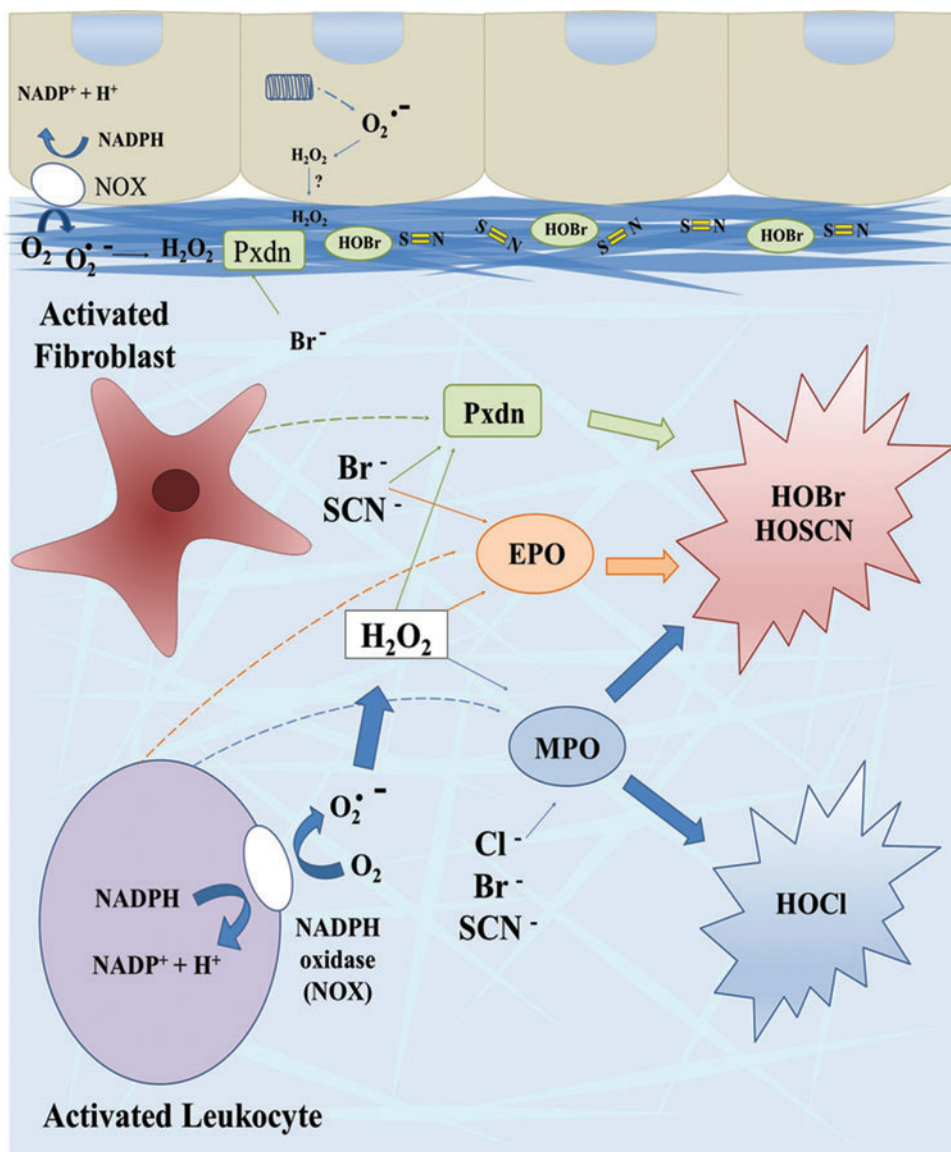 NADP⁺ + H⁺
NADPH
NOX
O₂•⁻
H₂O₂
?
H₂O₂
O₂ O₂•⁻ H₂O₂ Pxdn HOBr S=N S=N HOBr S=N S=N HOBr S=N
Br⁻
Activated
Fibroblast
Pxdn
Br⁻
SCN⁻
EPO
HOBr
HOSCN
H₂O₂
MPO
O₂•⁻
O₂
NADPH
NADP⁺ + H⁺
NADPH
oxidase
(NOX)
Cl⁻
Br⁻
SCN⁻
HOCl
Activated Leukocyte